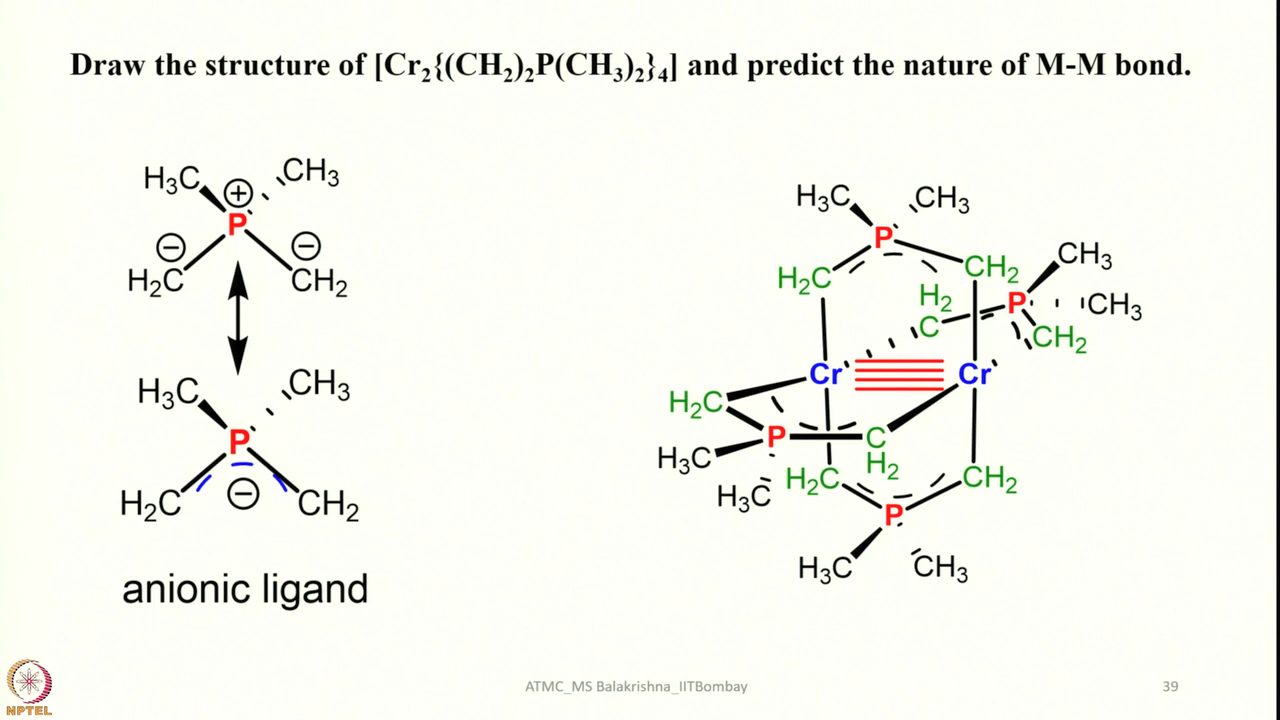 Draw the structure of [Cr₂{(CH₂)₂P(CH₃)₂}₄] and predict the nature of M-M bond.
H₃C CH₃
⊕
P
⊖ ⊖
H₂C CH₂
H₃C CH₃
P
⊖
H₂C CH₂
anionic ligand
H₃C CH₃
P
H₂C CH₂ CH₃
H₂ P CH₃
C CH₂
Cr Cr
H₂C
P C
H₃C H₂
H₃C H₂C CH₂
P
H₃C CH₃
NPTEL
ATMC_MS Balakrishna_IITBombay
39